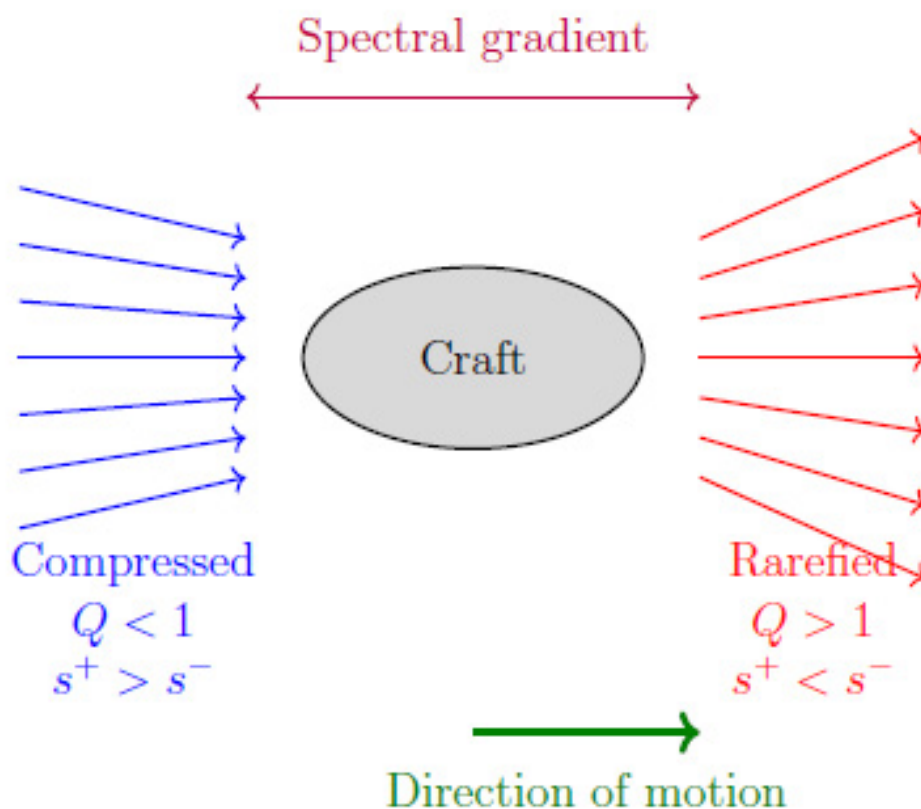 Spectral gradient
Craft
Compressed
Q < 1
s⁺ > s⁻
Rarefied
Q > 1
s⁺ < s⁻
Direction of motion